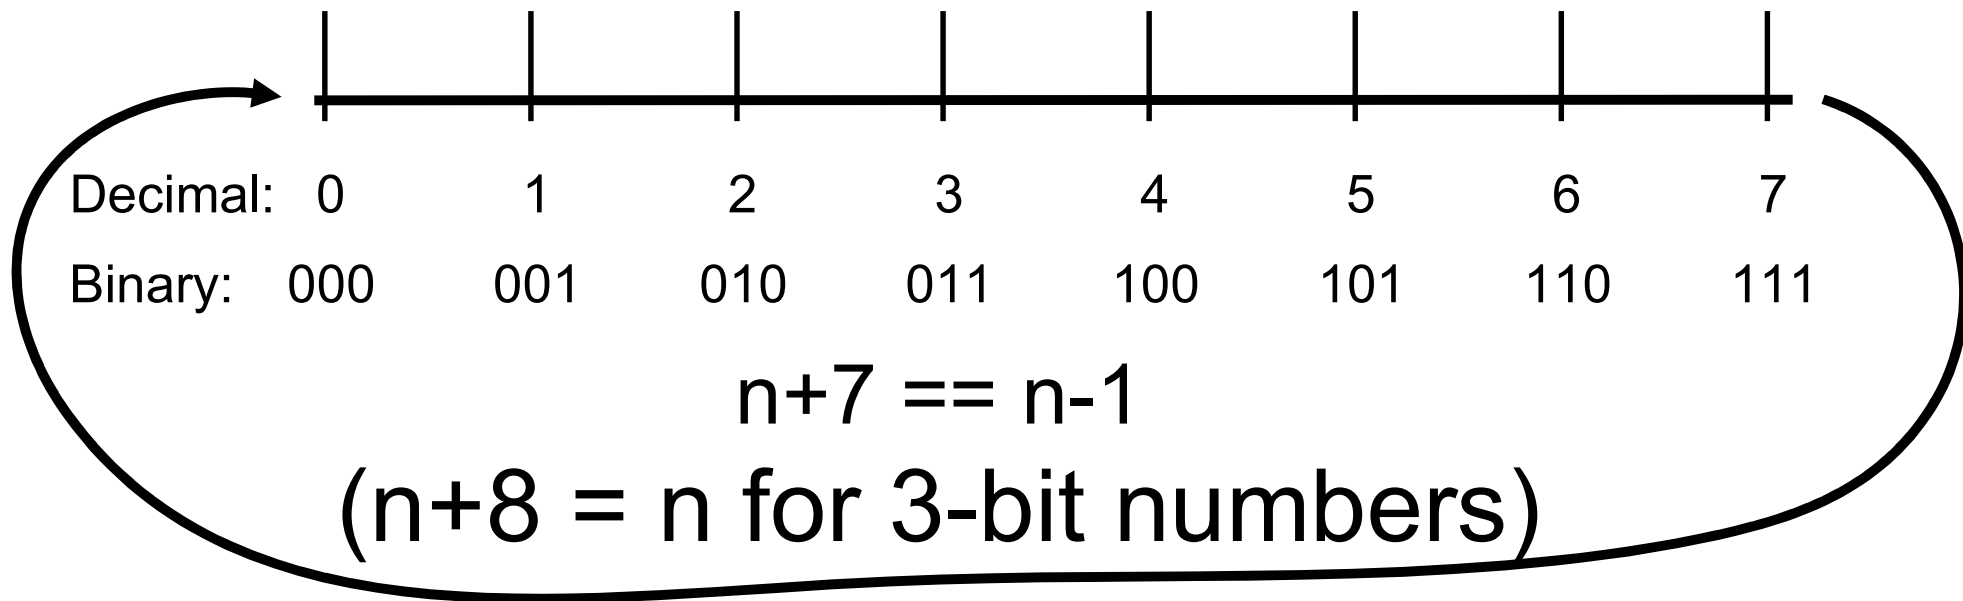 Decimal: 0 1 2 3 4 5 6 7
Binary: 000 001 010 011 100 101 110 111
n+7 == n-1
(n+8 = n for 3-bit numbers)